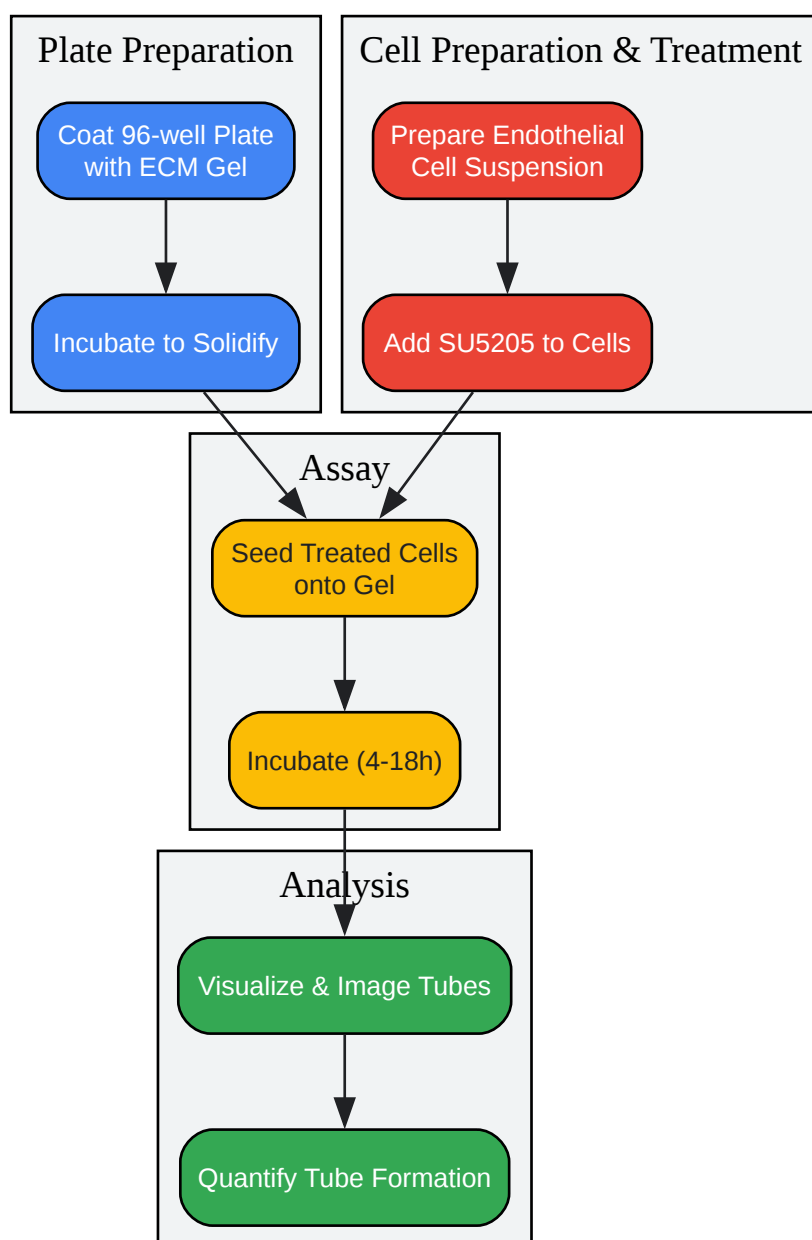 Plate Preparation
Coat 96-well Plate
with ECM Gel
Incubate to Solidify
Cell Preparation & Treatment
Prepare Endothelial
Cell Suspension
Add SU5205 to Cells
Assay
Seed Treated Cells
onto Gel
Incubate (4-18h)
Analysis
Visualize & Image Tubes
Quantify Tube Formation